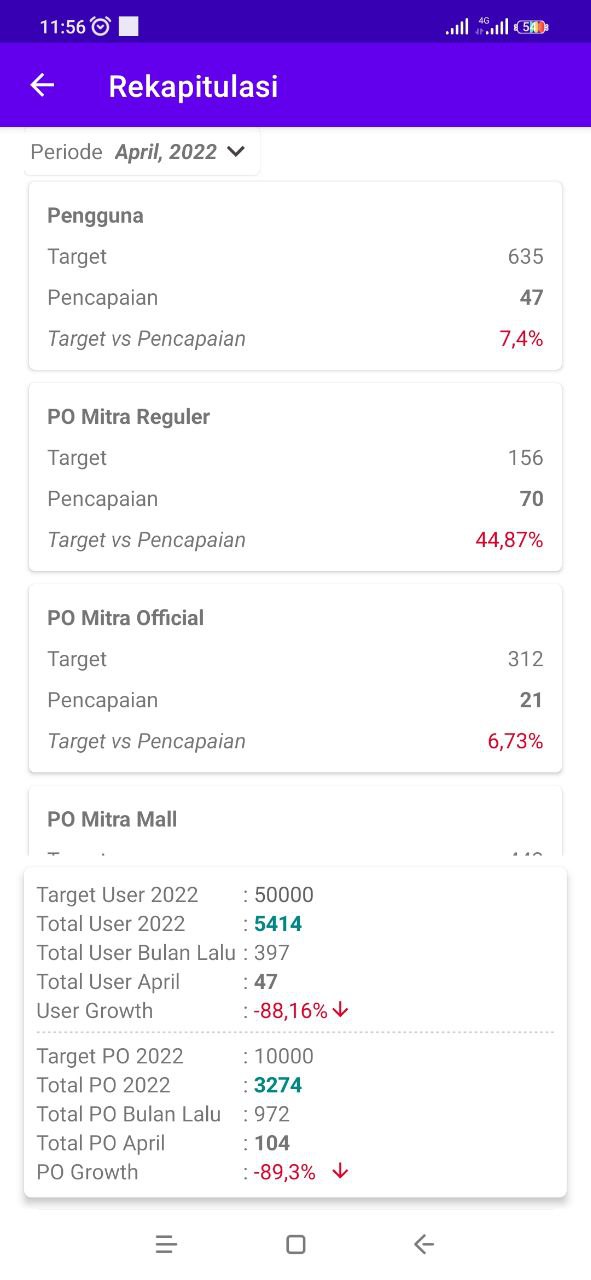 11:56
4G
54
Rekapitulasi
Periode April, 2022
Pengguna
Target 635
Pencapaian 47
Target vs Pencapaian 7,4%
PO Mitra Reguler
Target 156
Pencapaian 70
Target vs Pencapaian 44,87%
PO Mitra Official
Target 312
Pencapaian 21
Target vs Pencapaian 6,73%
PO Mitra Mall
Target User 2022 : 50000
Total User 2022 : 5414
Total User Bulan Lalu : 397
Total User April : 47
User Growth : -88,16%
Target PO 2022 : 10000
Total PO 2022 : 3274
Total PO Bulan Lalu : 972
Total PO April : 104
PO Growth : -89,3%